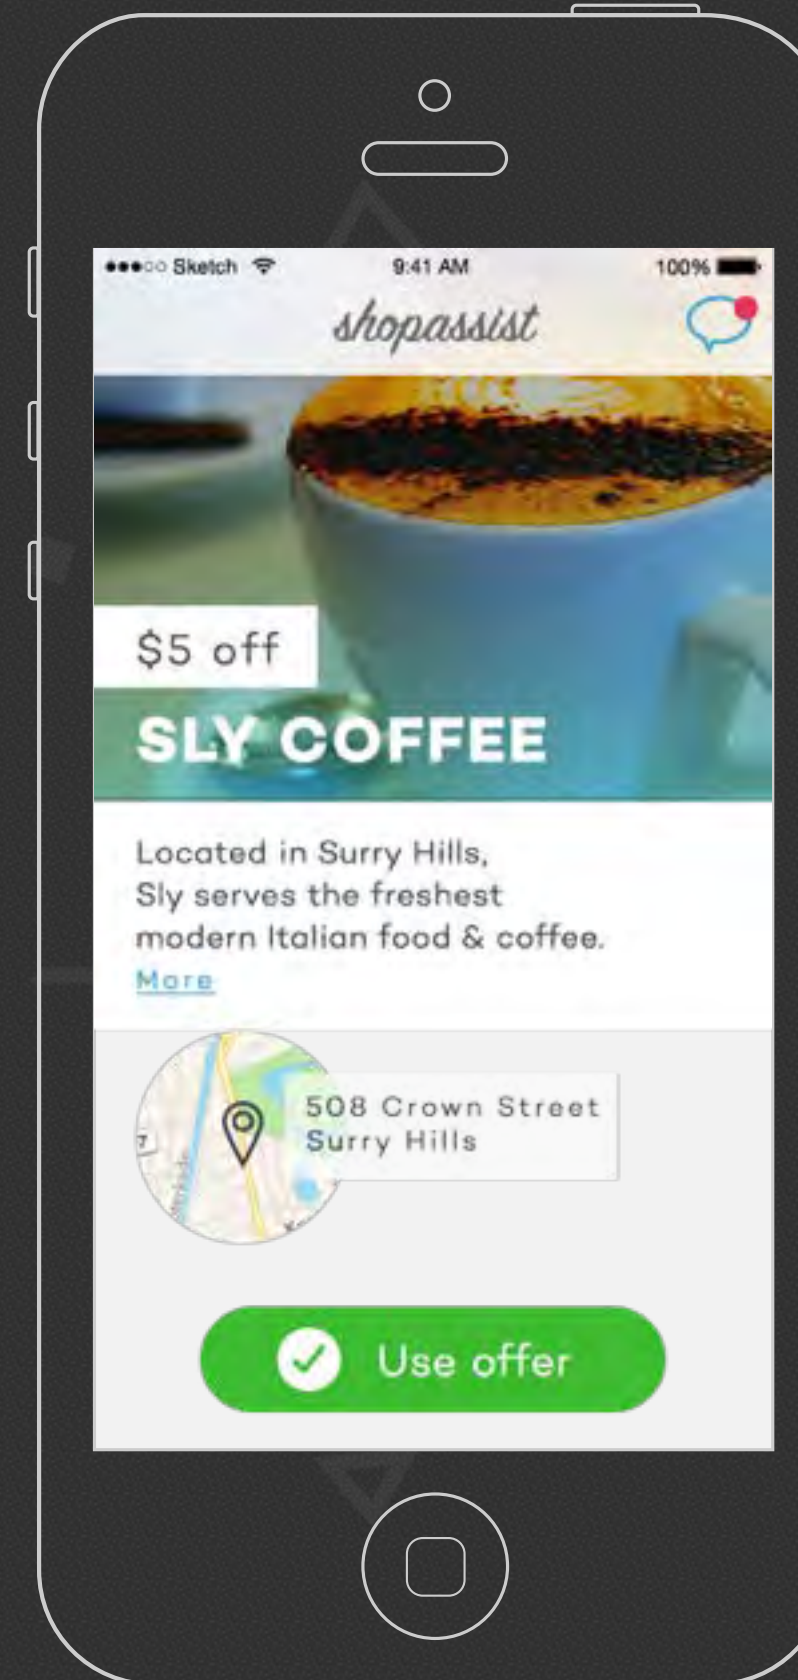 Sketch 9:41 AM 100%
shopassist
$5 off
SLY COFFEE
Located in Surry Hills,
Sly serves the freshest
modern Italian food & coffee.
More
508 Crown Street
Surry Hills
7
Use offer